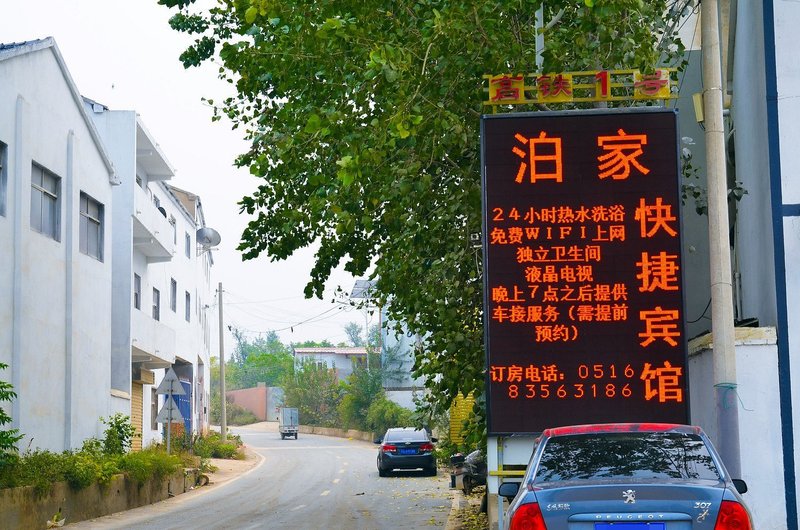 高铁1号
泊家
24小时热水洗浴
免费WIFI上网
独立卫生间
液晶电视
晚上7点之后提供
车接服务（需提前
预约）
订房电话：0516
83563186
快捷宾馆
PEUGEOT
307